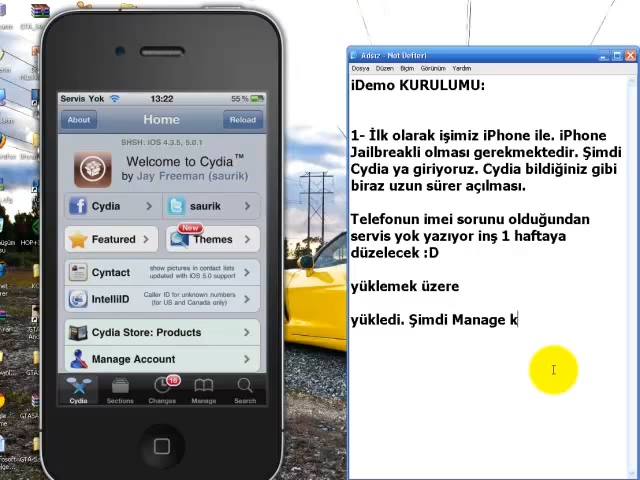 Servis Yok
13:22
55 %
About
Home
Reload
SHSH: iOS 4.3.5, 5.0.1
Welcome to Cydia™
by Jay Freeman (saurik)
Cydia
saurik
New
Featured
Themes
Cyntact
show pictures in contact lists
updated with iOS 5.0 support
IntelliID
Caller ID for unknown numbers
(for US and Canada only)
Cydia Store: Products
Manage Account
18
Cydia
Sections
Changes
Manage
Search
Adsız - Not Defteri
Dosya Düzen Biçim Görünüm Yardım
iDemo KURULUMU:
1- İlk olarak işimiz iPhone ile. iPhone
Jailbreakli olması gerekmektedir. Şimdi
Cydia ya giriyoruz. Cydia bildiğiniz gibi
biraz uzun sürer açılması.
Telefonun imei sorunu olduğundan
servis yok yazıyor inş 1 haftaya
düzelecek :D
yüklemek üzere
yükledi. Şimdi Manage k